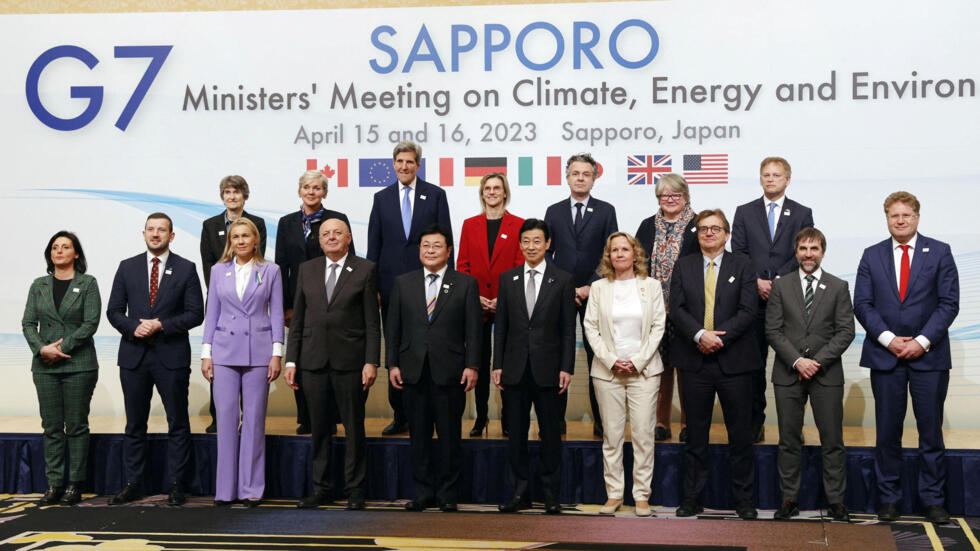 G7 SAPPORO
Ministers' Meeting on Climate, Energy and Environ
April 15 and 16, 2023 Sapporo, Japan